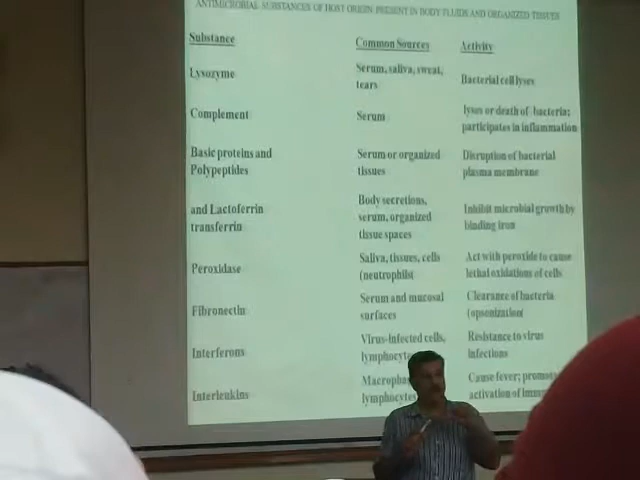 ANTIMICROBIAL SUBSTANCES OF HOST ORIGIN PRESENT IN BODY FLUIDS AND ORGANIZED TISSUES
Substance Common Sources Activity
Lysozyme Serum, saliva, sweat, tears Bacterial cell lyses
Complement Serum lyses or death of bacteria; participates in inflammation
Basic proteins and Polypeptides Serum or organized tissues Disruption of bacterial plasma membrane
and Lactoferrin transferrin Body secretions, serum, organized tissue spaces Inhibit microbial growth by binding iron
Peroxidase Saliva, tissues, cells (neutrophils( Act with peroxide to cause lethal oxidations of cells
Fibronectin Serum and mucosal surfaces Clearance of bacteria (opsonization(
Interferons Virus-infected cells, Resistance to virus infections
Interleukins lymphocytes Cause fever; activation of